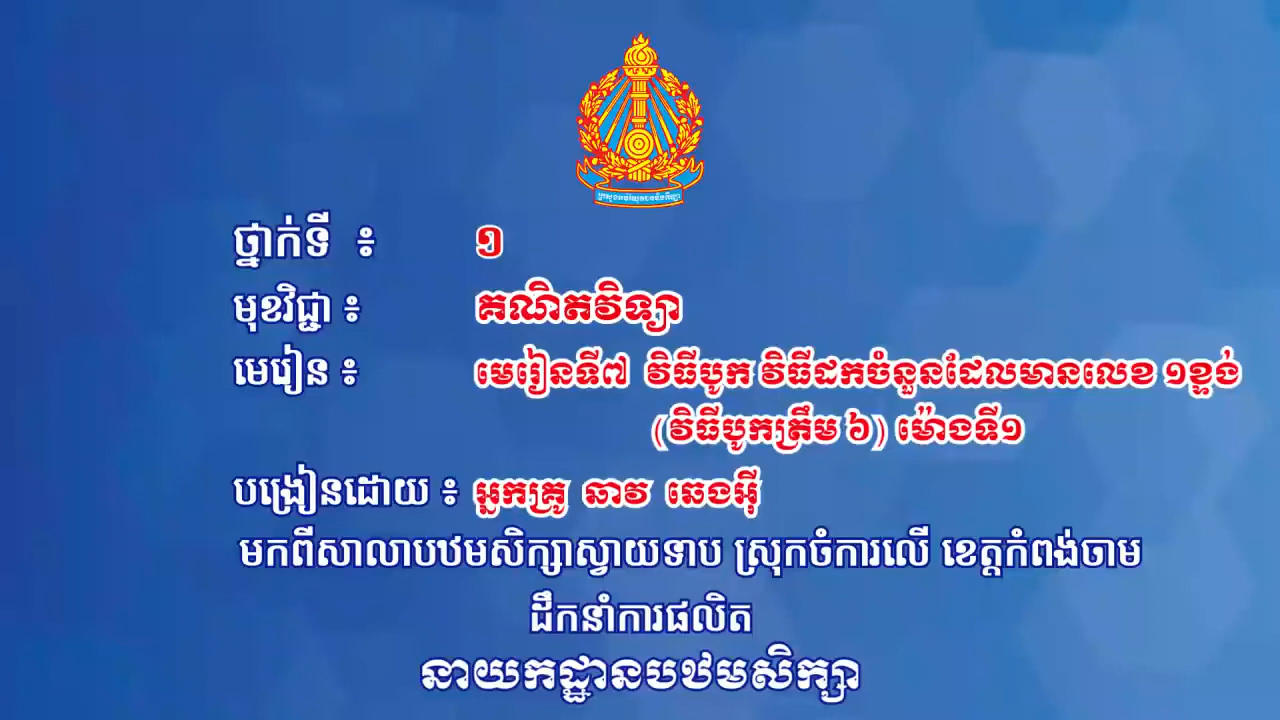 ថ្នាក់ទី ៖ ១
មុខវិជ្ជា ៖ គណិតវិទ្យា
មេរៀន ៖ មេរៀនទី៧ វិធីបូក វិធីដកចំនួនដែលមានលេខ ១ខ្ទង់
(វិធីបូកត្រឹម ៦) ម៉ោងទី១
បង្រៀនដោយ ៖ អ្នកគ្រូ ឆាវ ឆេងអ៊ី
មកពីសាលាបឋមសិក្សាស្វាយទាប ស្រុកចំការលើ ខេត្តកំពង់ចាម
ដឹកនាំការផលិត
នាយកដ្ឋានបឋមសិក្សា